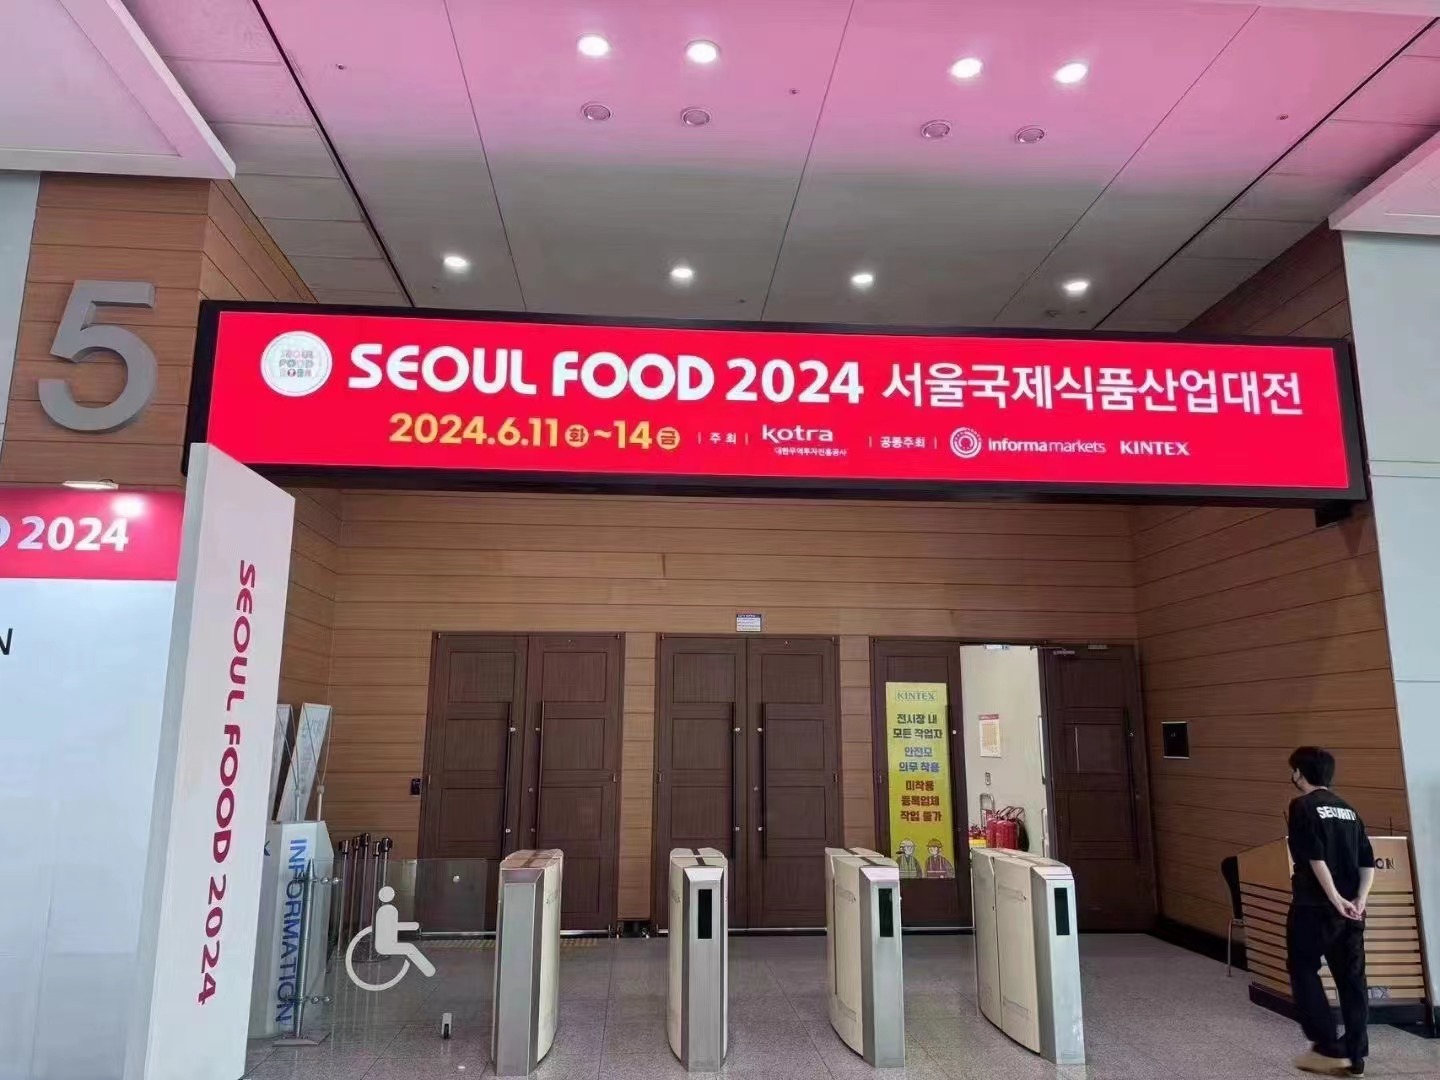 5
SEOUL FOOD 2024 서울국제식품산업대전
2024.6.11 화 ~14 금 | 주 최 | kotra | 공동주최 | informa markets KINTEX
대한무역투자진흥공사
2024
SEOUL FOOD 2024
N
INFORMATION
KINTEX
전시장 내
모든 작업자
안전모
의무 착용
미착용
등록업체
작업 불가
SECURITY
ON